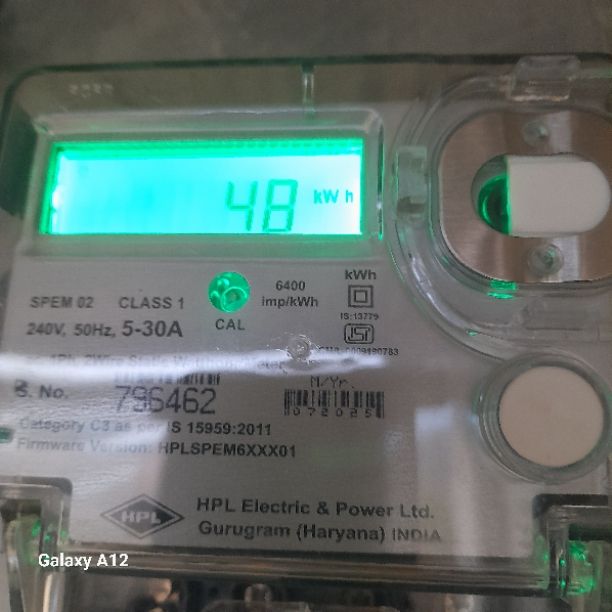 48 kWh
6400
kWh
SPEM 02 CLASS 1
imp/kWh
IS:13779
240V, 50Hz, 5-30A
CAL
ISI
S. No. 796462
M/Yr.
072025
Category C3 as per IS 15959:2011
Firmware Version: HPLSPEM6XXX01
HPL
HPL Electric & Power Ltd.
Gurugram (Haryana) INDIA
Galaxy A12